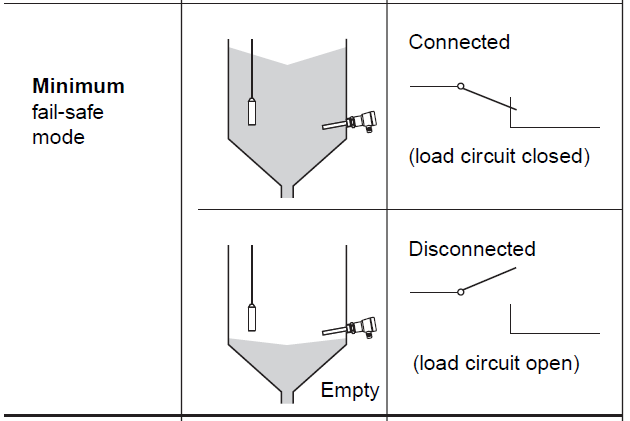 Minimum
fail-safe
mode
Connected
(load circuit closed)
Disconnected
(load circuit open)
Empty